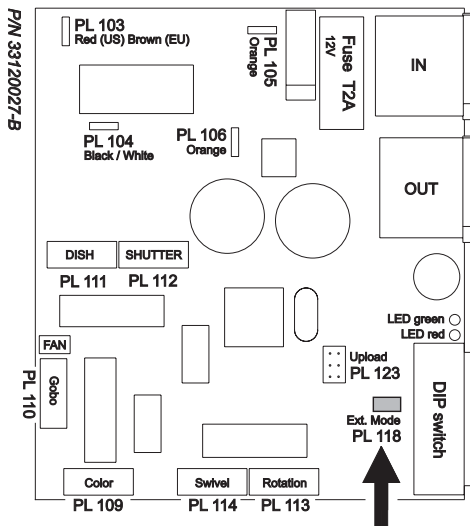 P/N 33120027-B
PL 103
Red (US) Brown (EU)
PL 105
Orange
Fuse T2A
12V
IN
PL 104
Black / White
PL 106
Orange
OUT
DISH
SHUTTER
PL 111
PL 112
LED green
LED red
FAN
Gobo
PL 110
Upload
PL 123
DIP switch
Ext. Mode
PL 118
Color
Swivel
Rotation
PL 109
PL 114
PL 113